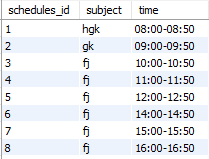 schedules_id subject time
1 hgk 08:00-08:50
2 gk 09:00-09:50
3 fj 10:00-10:50
4 fj 11:00-11:50
5 fj 12:00-12:50
6 fj 14:00-14:50
7 fj 15:00-15:50
8 fj 16:00-16:50